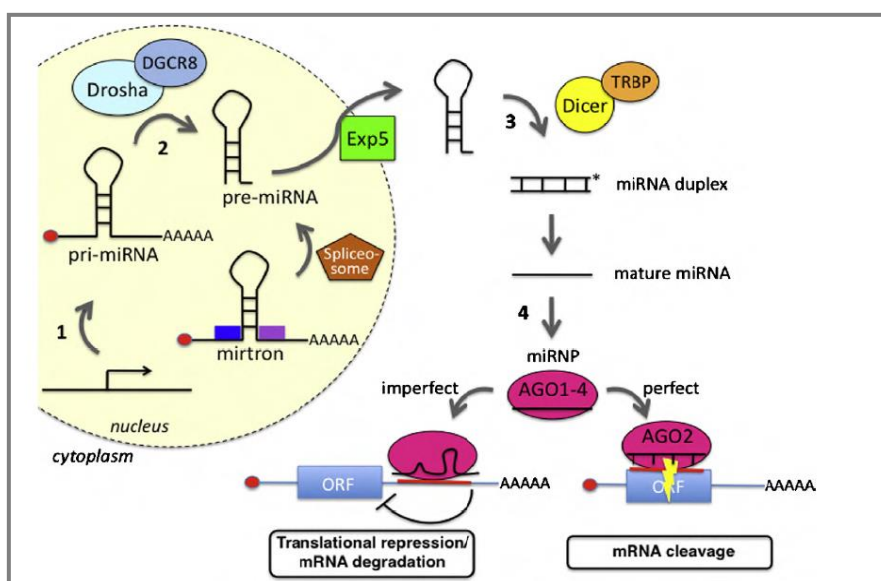 DGCR8
Drosha
2
Exp5
pre-miRNA
AAAAA
pri-miRNA
Spliceo-
some
1
AAAAA
mirtron
nucleus
cytoplasm
3
TRBP
Dicer
*
miRNA duplex
mature miRNA
4
miRNP
imperfect
AGO1-4
perfect
AGO2
ORF
AAAAA
ORF
AAAAA
Translational repression/
mRNA degradation
mRNA cleavage